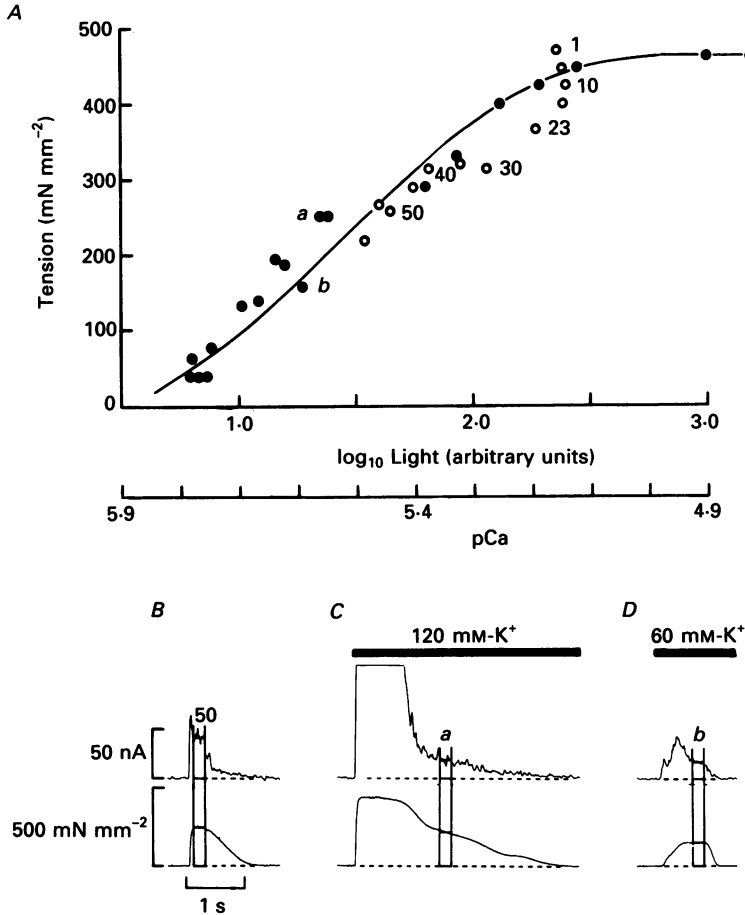 A
500
400
300
200
100
0
Tension (mN mm⁻²)
1
10
23
30
40
50
a
b
1·0
2·0
3·0
log₁₀ Light (arbitrary units)
5·9
5·4
4·9
pCa
B
C
D
120 mM-K⁺
60 mM-K⁺
50
a
b
50 nA
500 mN mm⁻²
1 s